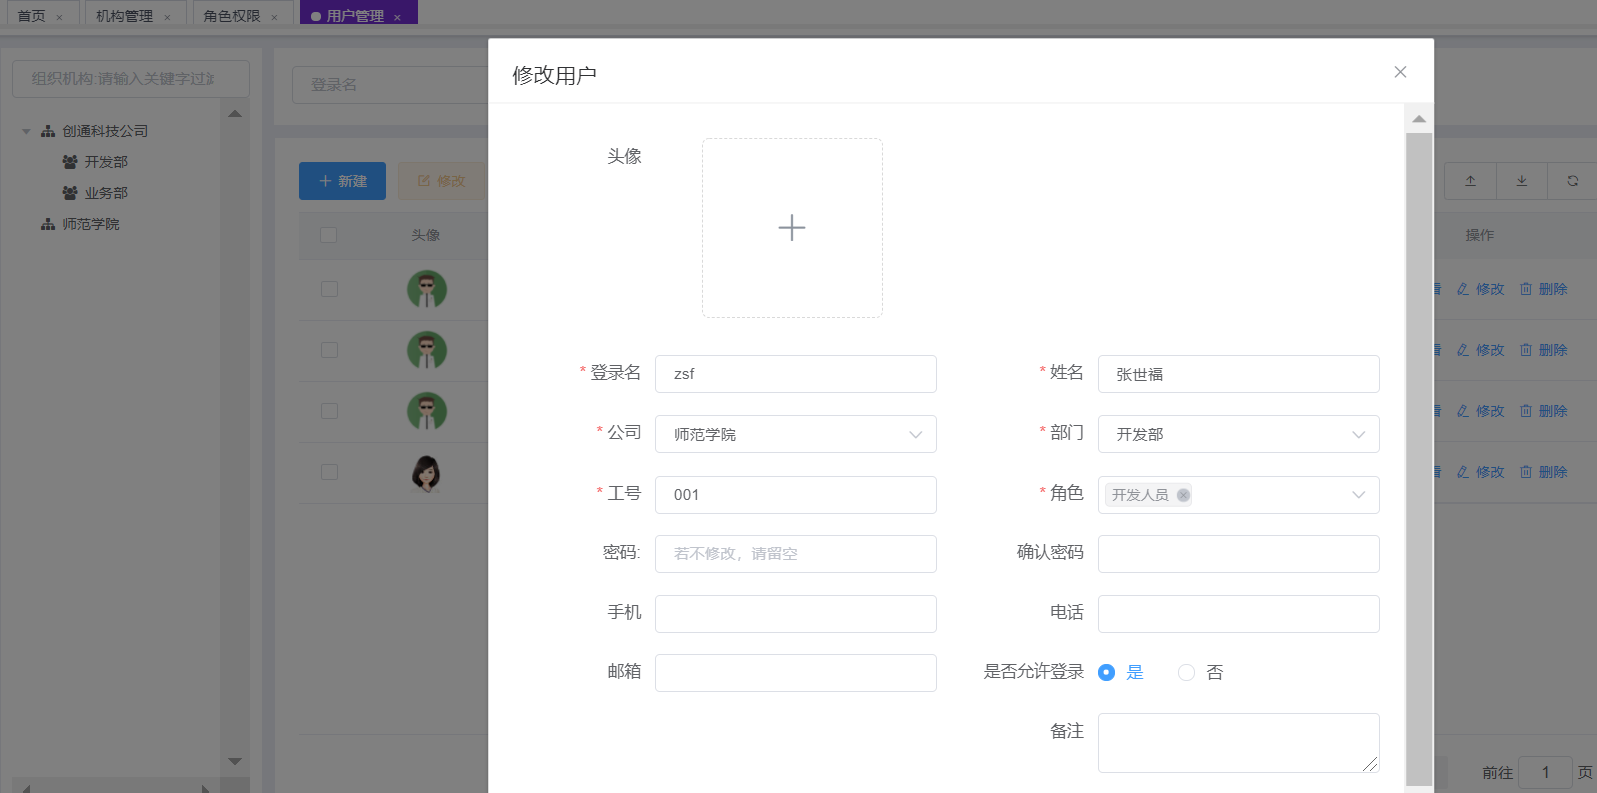 首页 × 机构管理 × 角色权限 × 用户管理 ×
组织机构:请输入关键字过滤
创通科技公司
开发部
业务部
师范学院
登录名
新建 修改
头像 操作
修改 删除
修改 删除
修改 删除
修改 删除
前往 1 页
修改用户
头像
* 登录名 zsf * 姓名 张世福
* 公司 师范学院 * 部门 开发部
* 工号 001 * 角色 开发人员
密码: 若不修改，请留空 确认密码
手机 电话
邮箱 是否允许登录 是 否
备注